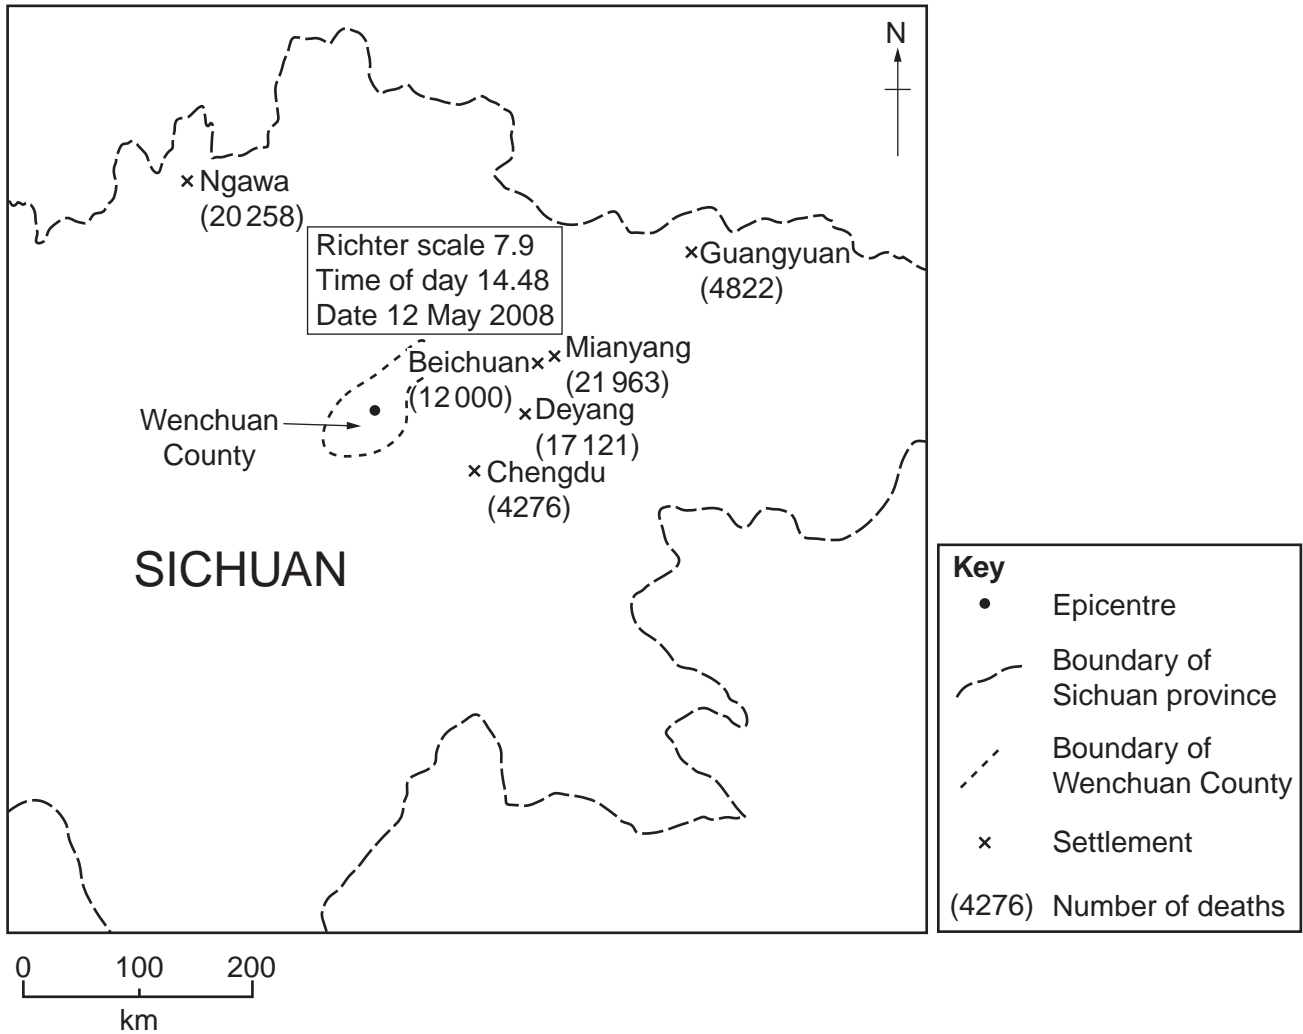 N
Ngawa
(20 258)
Richter scale 7.9
Time of day 14.48
Date 12 May 2008
Guangyuan
(4822)
Beichuan
(12 000)
Mianyang
(21 963)
Deyang
(17 121)
Wenchuan
County
Chengdu
(4276)
SICHUAN
Key
Epicentre
Boundary of
Sichuan province
Boundary of
Wenchuan County
Settlement
(4276) Number of deaths
0 100 200
km